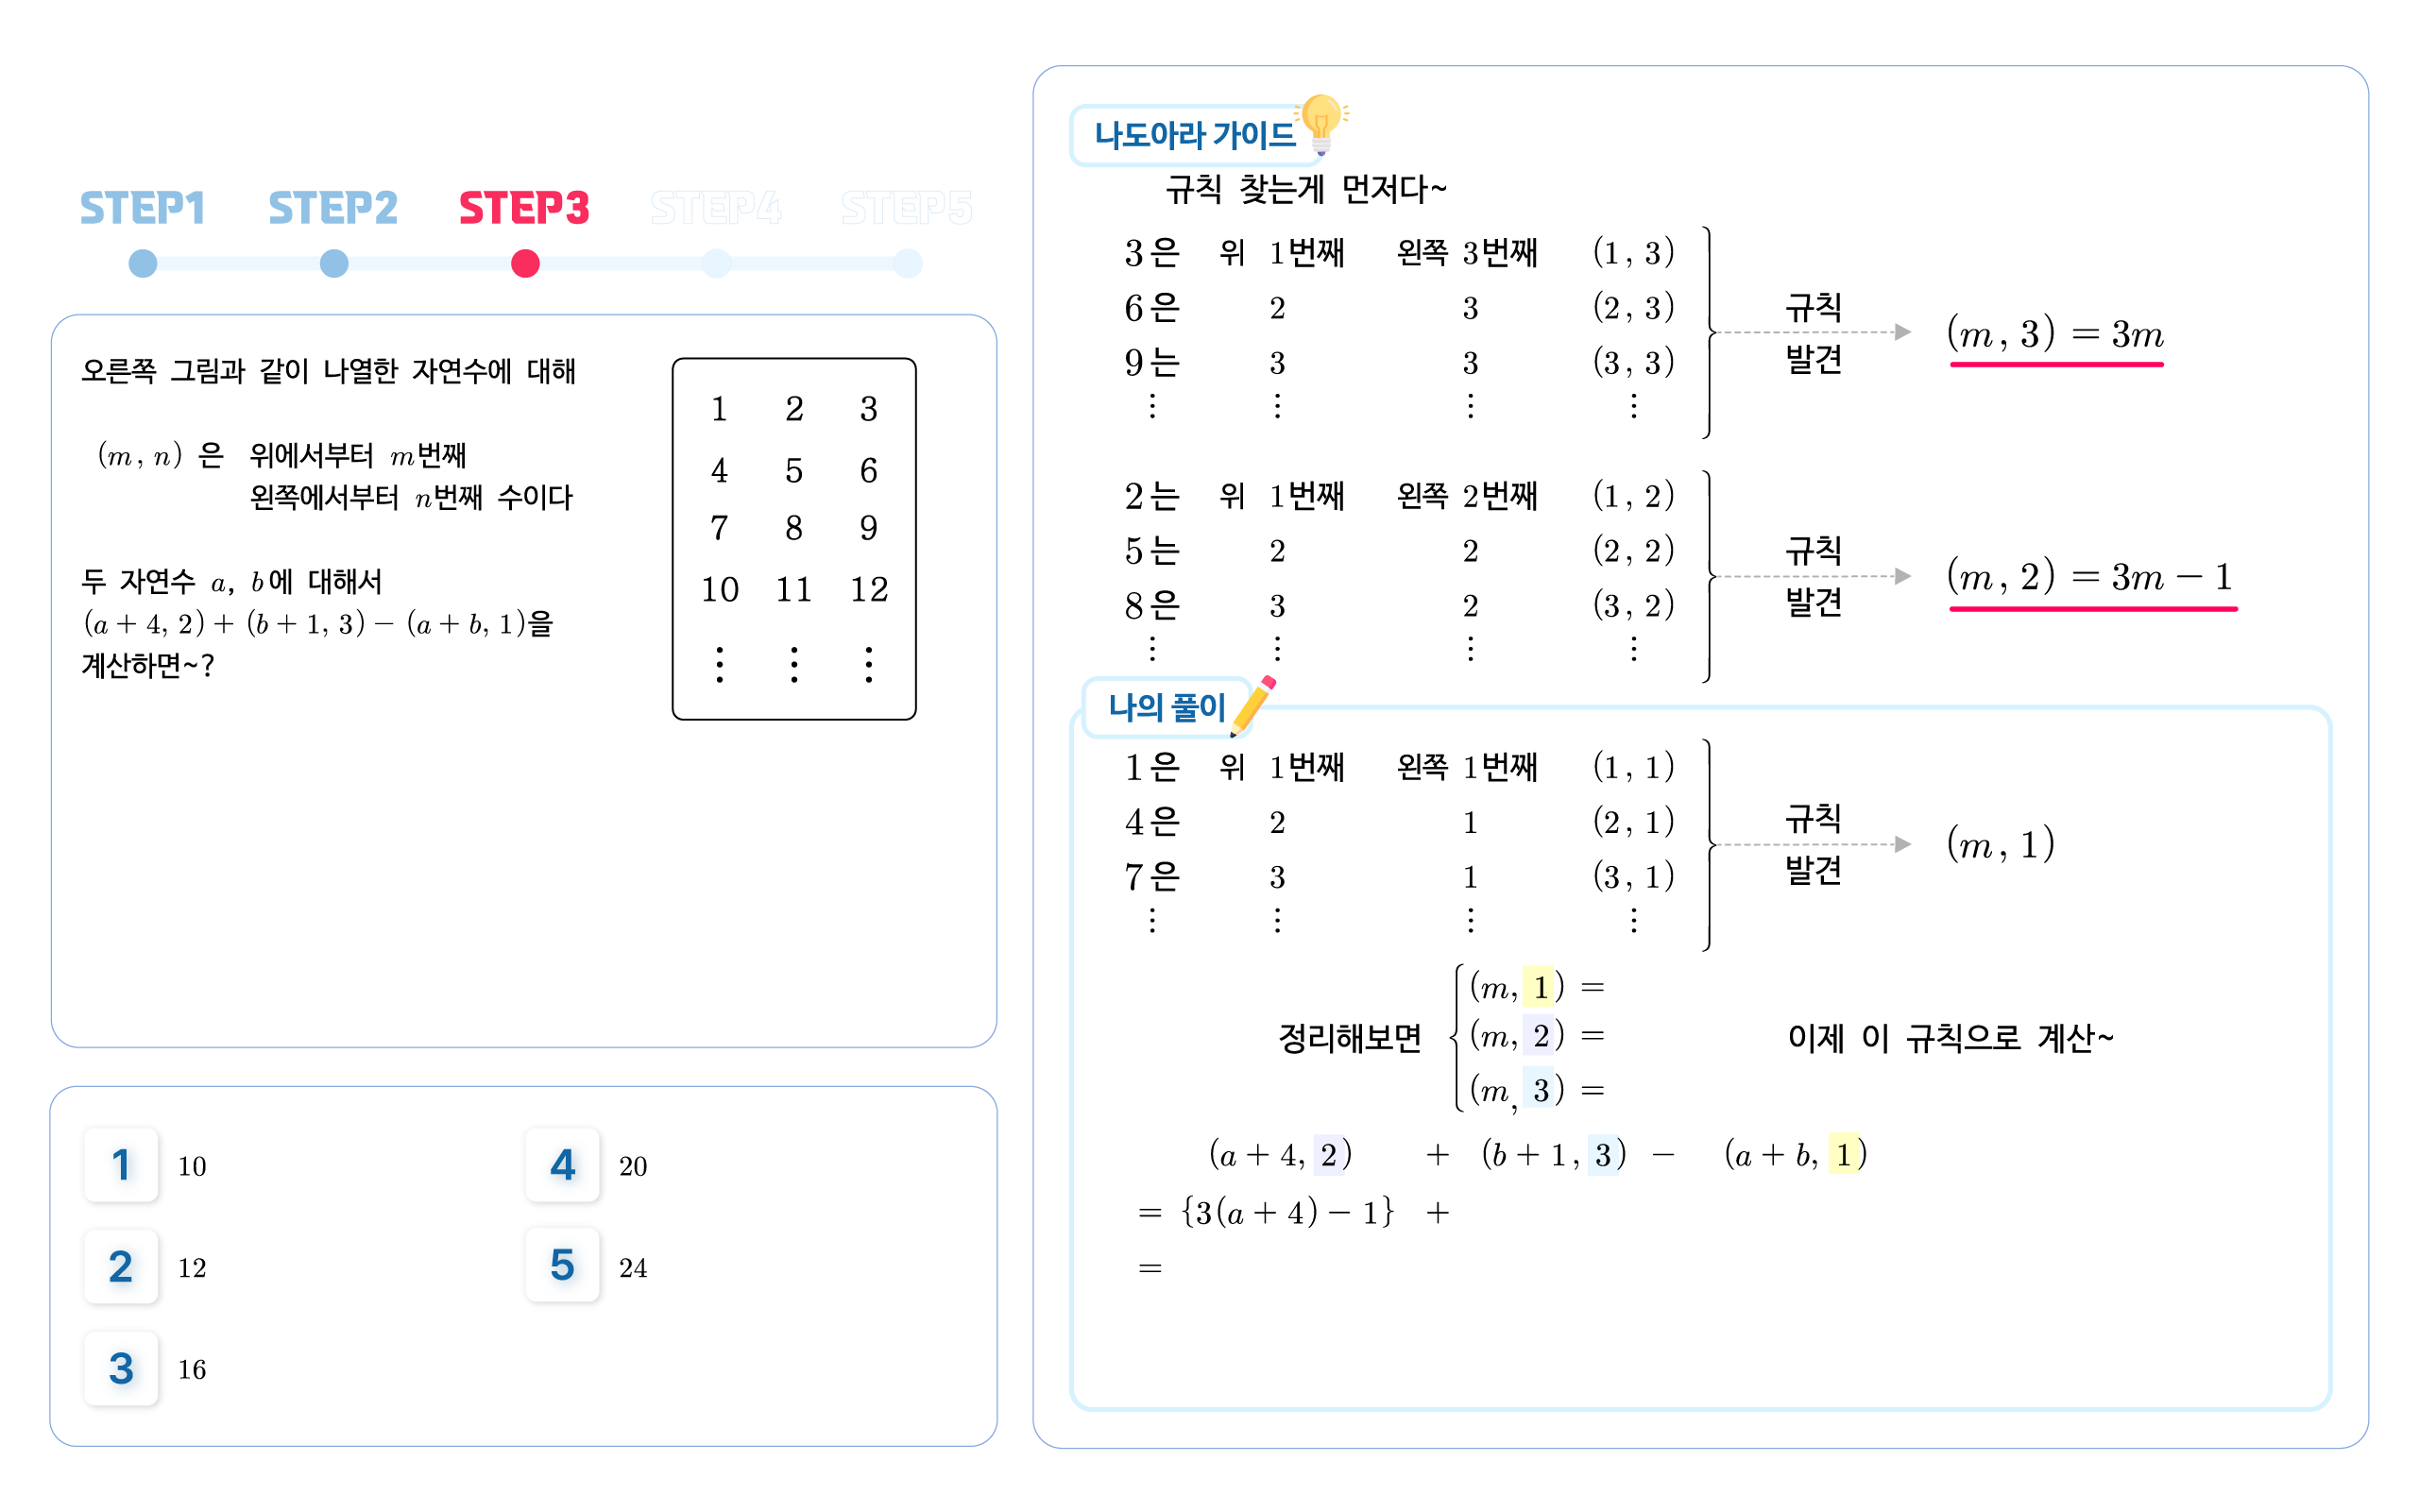 STEP1 STEP2 STEP3 STEP4 STEP5
오른쪽 그림과 같이 나열한 자연수에 대해
(m, n) 은 위에서부터 m번째
왼쪽에서부터 n번째 수이다
두 자연수 a, b에 대해서
(a + 4, 2) + (b + 1, 3) − (a + b, 1)을
계산하면~?
1 2 3
4 5 6
7 8 9
10 11 12
⋮ ⋮ ⋮
1 10
2 12
3 16
4 20
5 24
나도아라 가이드
규칙 찾는게 먼저다~
3은 위 1번째 왼쪽 3번째 (1, 3)
6은 2 3 (2, 3)
9는 3 3 (3, 3)
⋮ ⋮ ⋮ ⋮
규칙
발견
(m, 3) = 3m
2는 위 1번째 왼쪽 2번째 (1, 2)
5는 2 2 (2, 2)
8은 3 2 (3, 2)
⋮ ⋮ ⋮ ⋮
규칙
발견
(m, 2) = 3m − 1
나의 풀이
1은 위 1번째 왼쪽 1번째 (1, 1)
4은 2 1 (2, 1)
7은 3 1 (3, 1)
⋮ ⋮ ⋮ ⋮
규칙
발견
(m, 1)
정리해보면
(m, 1) =
(m, 2) =
(m, 3) =
이제 이 규칙으로 계산~
(a + 4, 2) + (b + 1, 3) − (a + b, 1)
= {3(a + 4) − 1} +
=